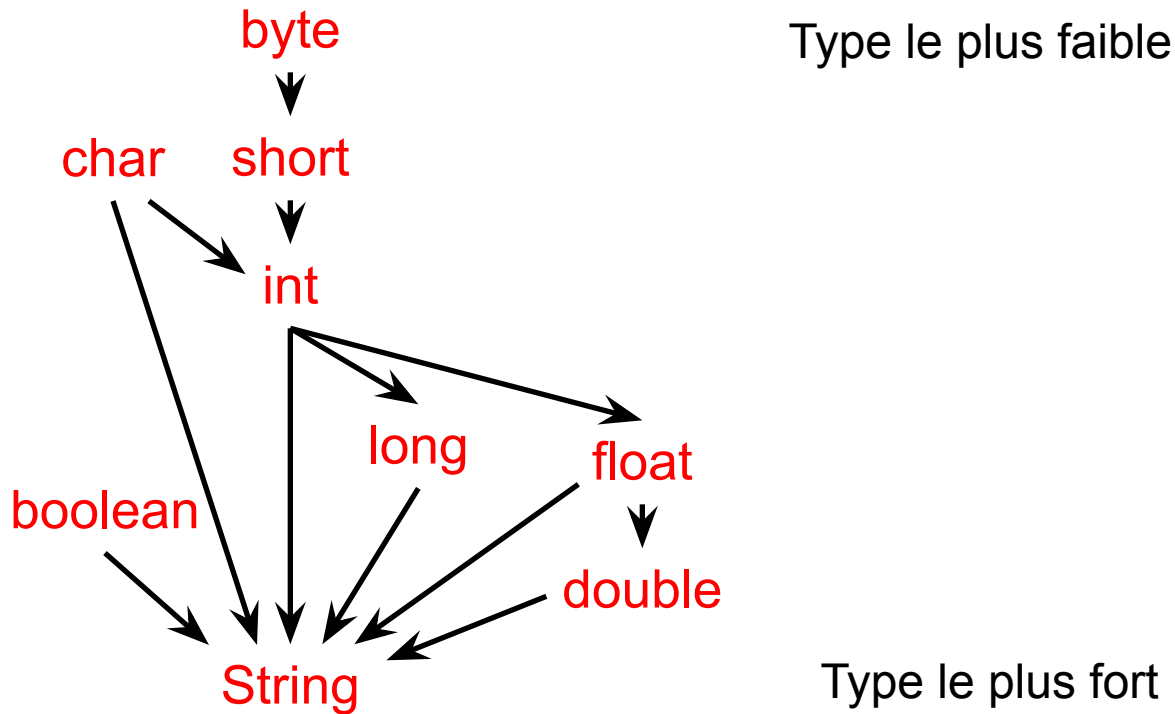 byte
Type le plus faible
char
short
int
long
float
boolean
double
String
Type le plus fort